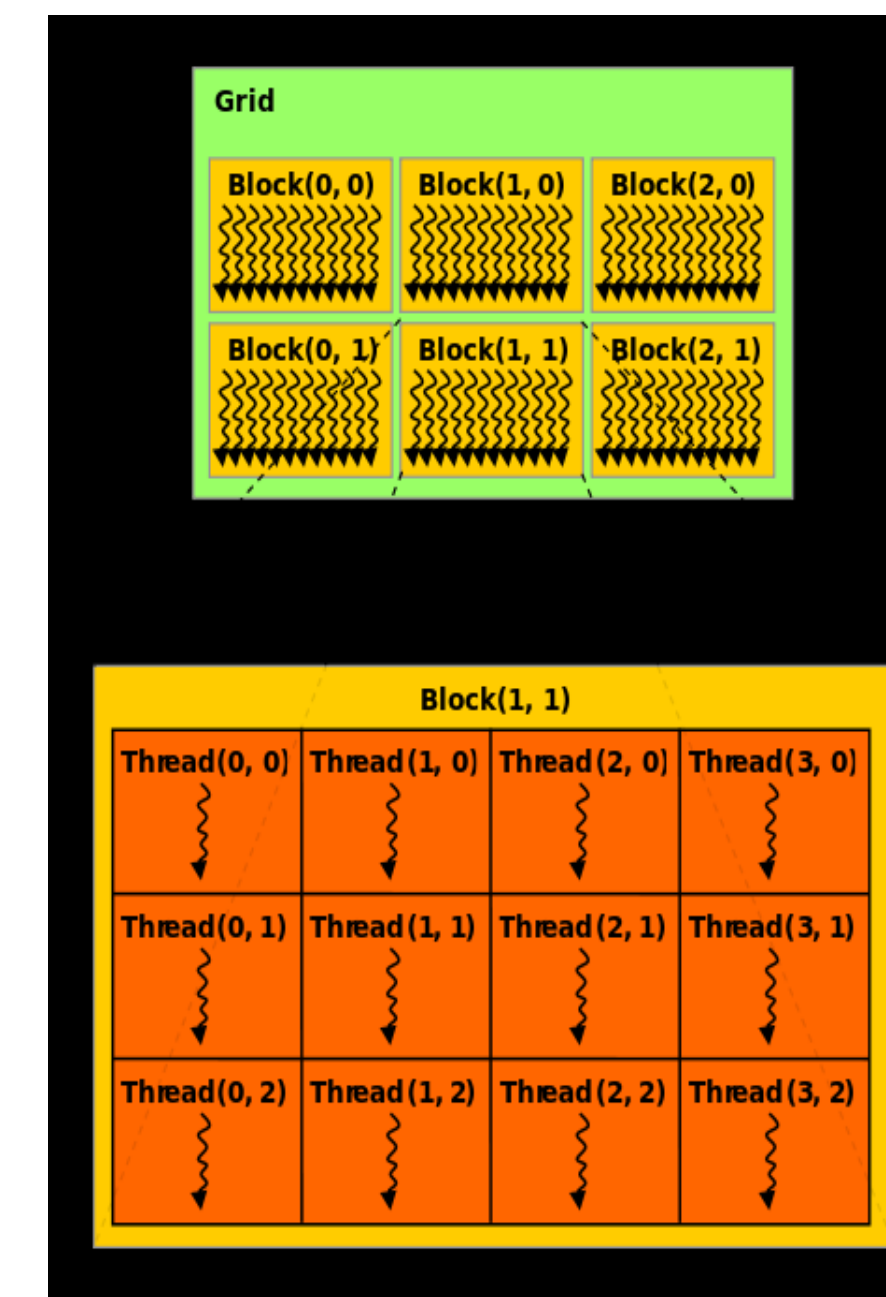 Grid
Block(0, 0) Block(1, 0) Block(2, 0)
Block(0, 1) Block(1, 1) Block(2, 1)
Block(1, 1)
Thread(0, 0) Thread(1, 0) Thread(2, 0) Thread(3, 0)
Thread(0, 1) Thread(1, 1) Thread(2, 1) Thread(3, 1)
Thread(0, 2) Thread(1, 2) Thread(2, 2) Thread(3, 2)